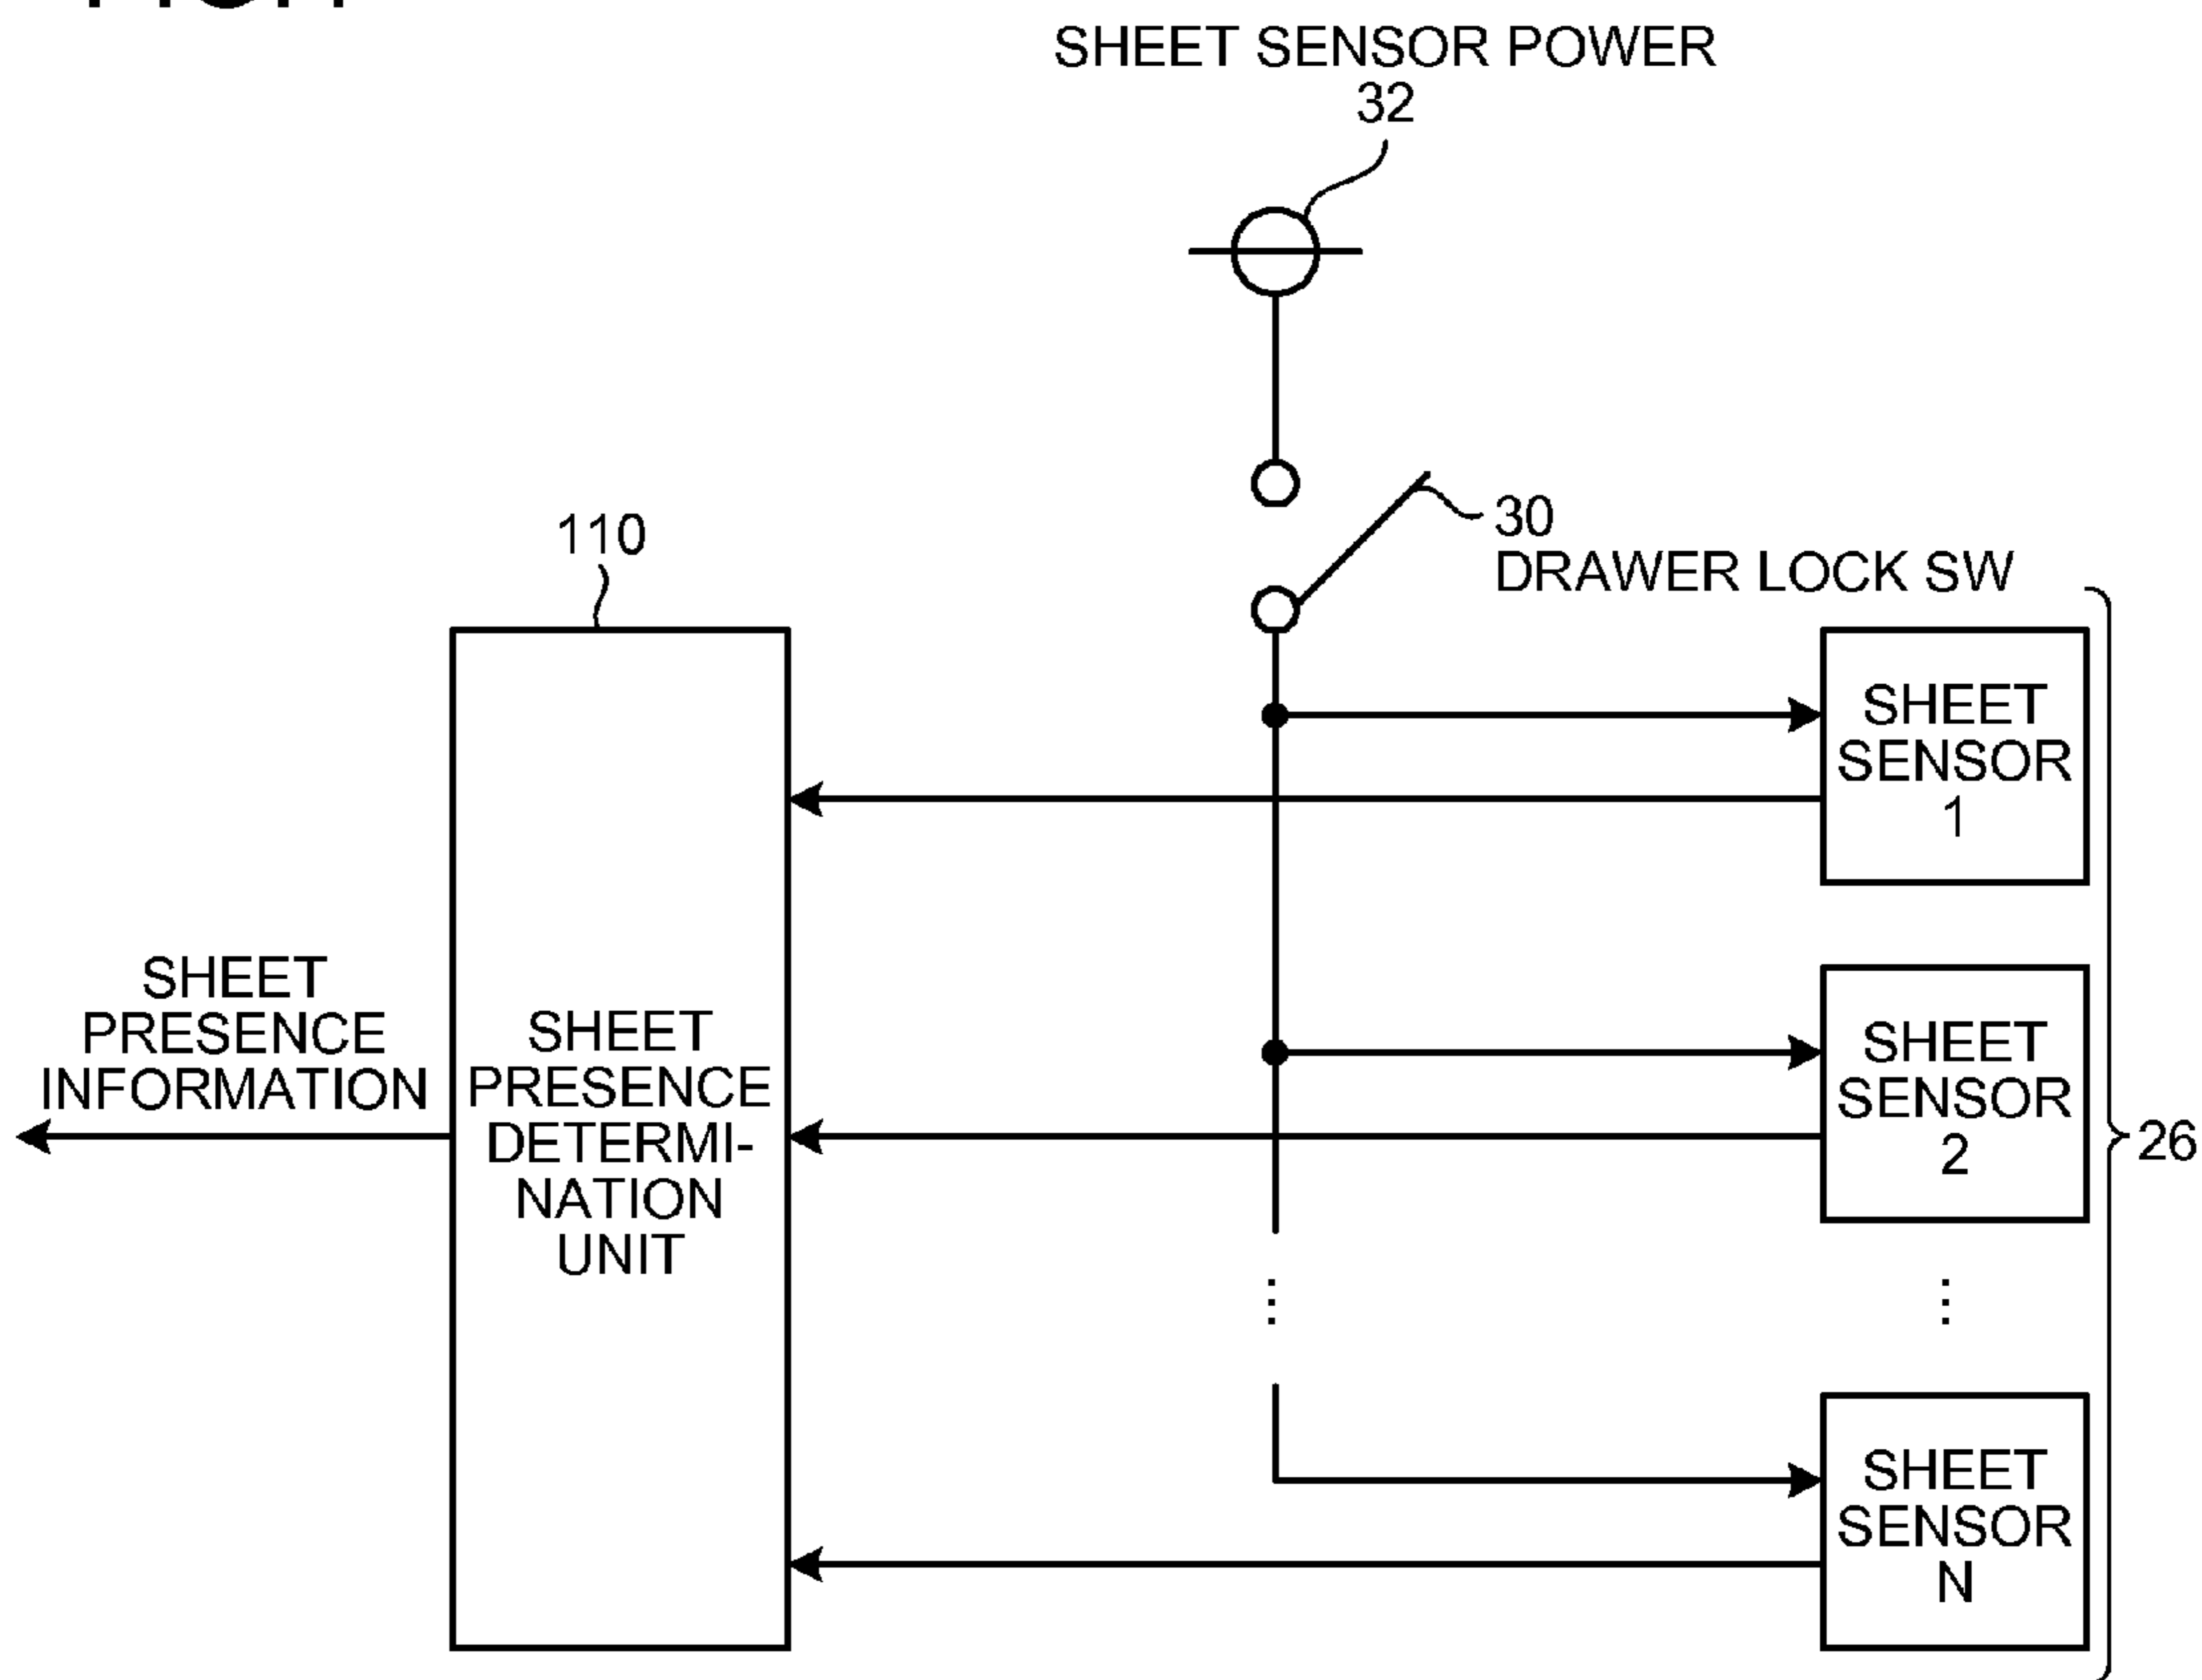 SHEET SENSOR POWER
32
30
DRAWER LOCK SW
110
SHEET
SENSOR
1
SHEET
PRESENCE
INFORMATION
SHEET
PRESENCE
DETERMI-
NATION
UNIT
SHEET
SENSOR
2
26
SHEET
SENSOR
N